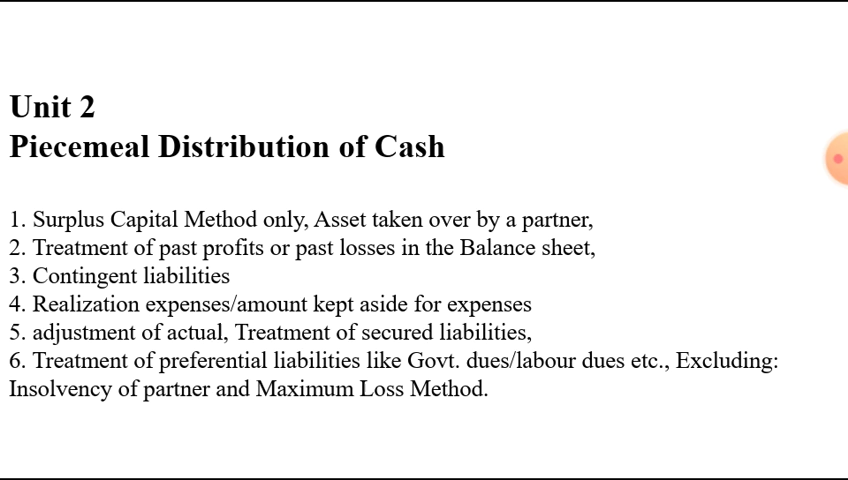 Unit 2
Piecemeal Distribution of Cash
1. Surplus Capital Method only, Asset taken over by a partner,
2. Treatment of past profits or past losses in the Balance sheet,
3. Contingent liabilities
4. Realization expenses/amount kept aside for expenses
5. adjustment of actual, Treatment of secured liabilities,
6. Treatment of preferential liabilities like Govt. dues/labour dues etc., Excluding:
Insolvency of partner and Maximum Loss Method.